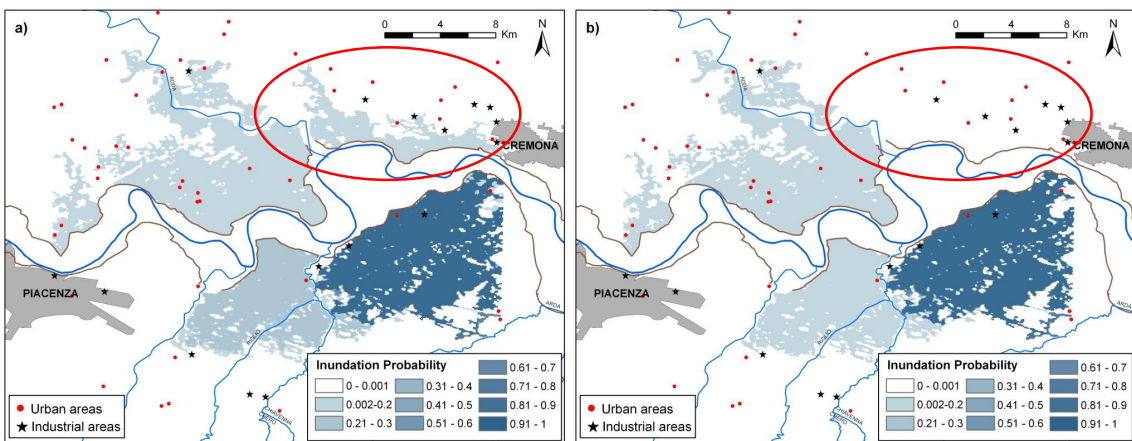 a)
0 4 8
Km
N
ADDA
CREMONA
PIACENZA
RIGLIO
ARDA
CHIAVENNA
Urban areas
Industrial areas
Inundation Probability
0 - 0.001
0.002-0.2
0.21 - 0.3
0.31 - 0.4
0.41 - 0.5
0.51 - 0.6
0.61 - 0.7
0.71 - 0.8
0.81 - 0.9
0.91 - 1
b)
0 4 8
Km
N
ADDA
CREMONA
PIACENZA
RIGLIO
ARDA
CHIAVENNA
Urban areas
Industrial areas
Inundation Probability
0 - 0.001
0.002-0.2
0.21 - 0.3
0.31 - 0.4
0.41 - 0.5
0.51 - 0.6
0.61 - 0.7
0.71 - 0.8
0.81 - 0.9
0.91 - 1